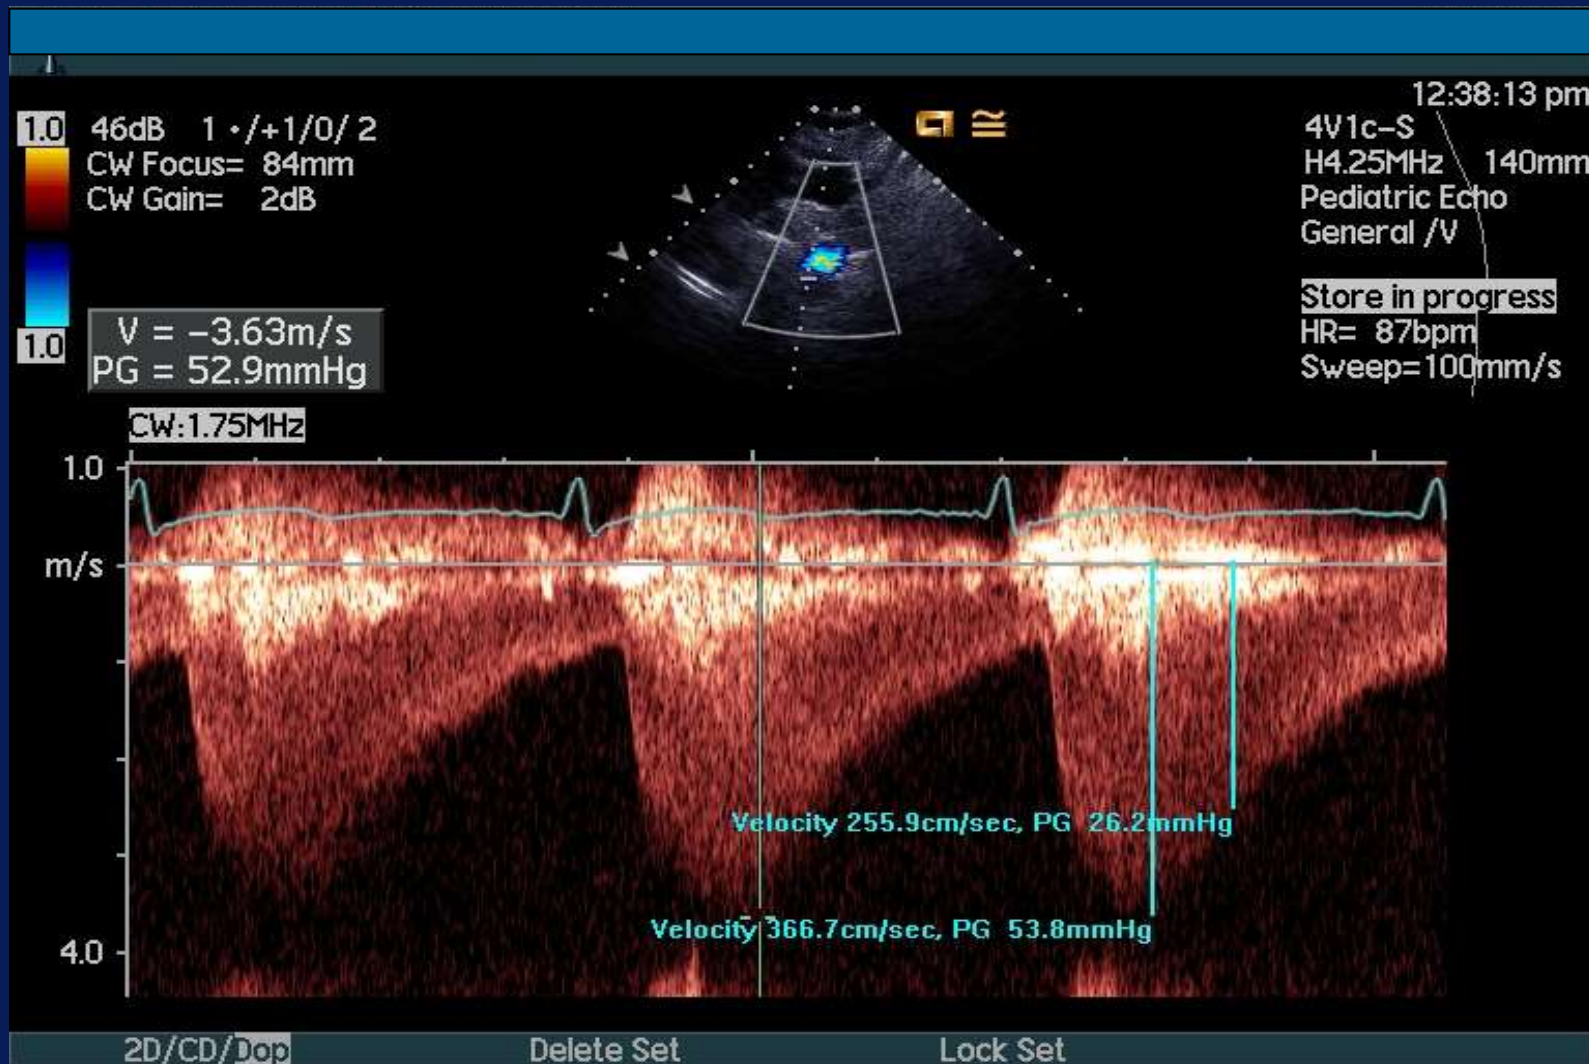 12:38:13 pm
1.0 46dB 1 •/+1/0/ 2
CW Focus= 84mm
CW Gain= 2dB
4V1c-S
H4.25MHz 140mm
Pediatric Echo
General /V
Store in progress
HR= 87bpm
Sweep=100mm/s
1.0
V = -3.63m/s
PG = 52.9mmHg
CW:1.75MHz
1.0
m/s
Velocity 255.9cm/sec, PG 26.2mmHg
Velocity 366.7cm/sec, PG 53.8mmHg
4.0
2D/CD/Dop Delete Set Lock Set